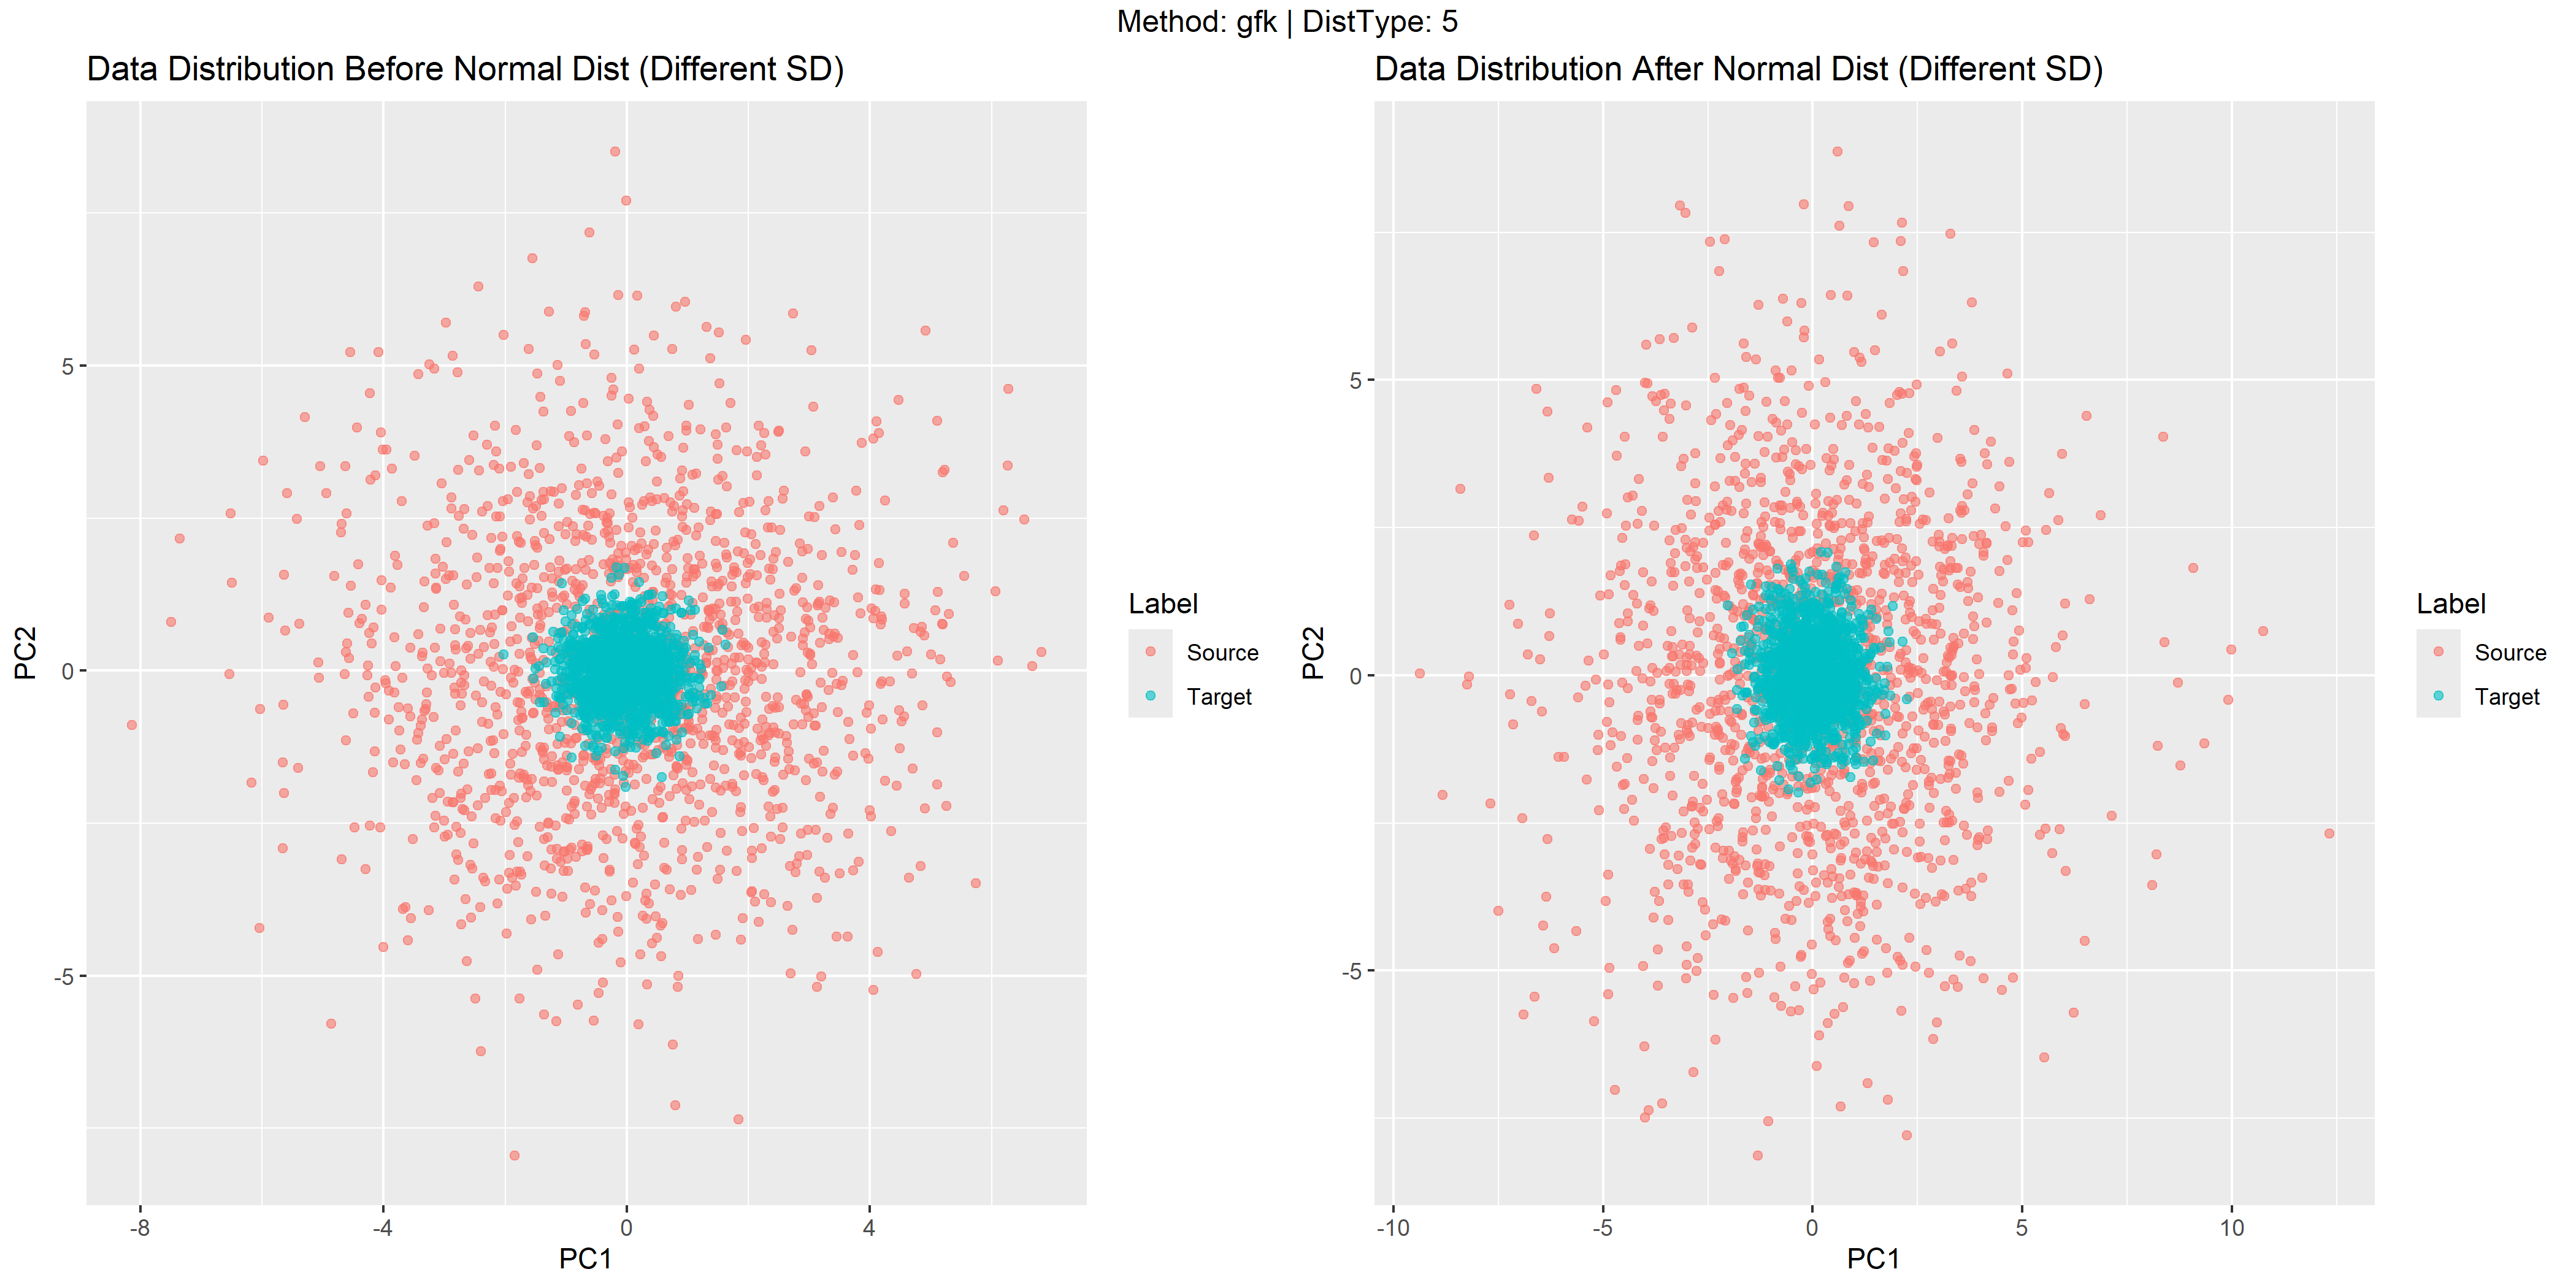 Method: gfk | DistType: 5
Data Distribution Before Normal Dist (Different SD)
PC2
5
0
-5
-8
-4
0
4
PC1
Label
Source
Target
Data Distribution After Normal Dist (Different SD)
PC2
5
0
-5
-10
-5
0
5
10
PC1
Label
Source
Target